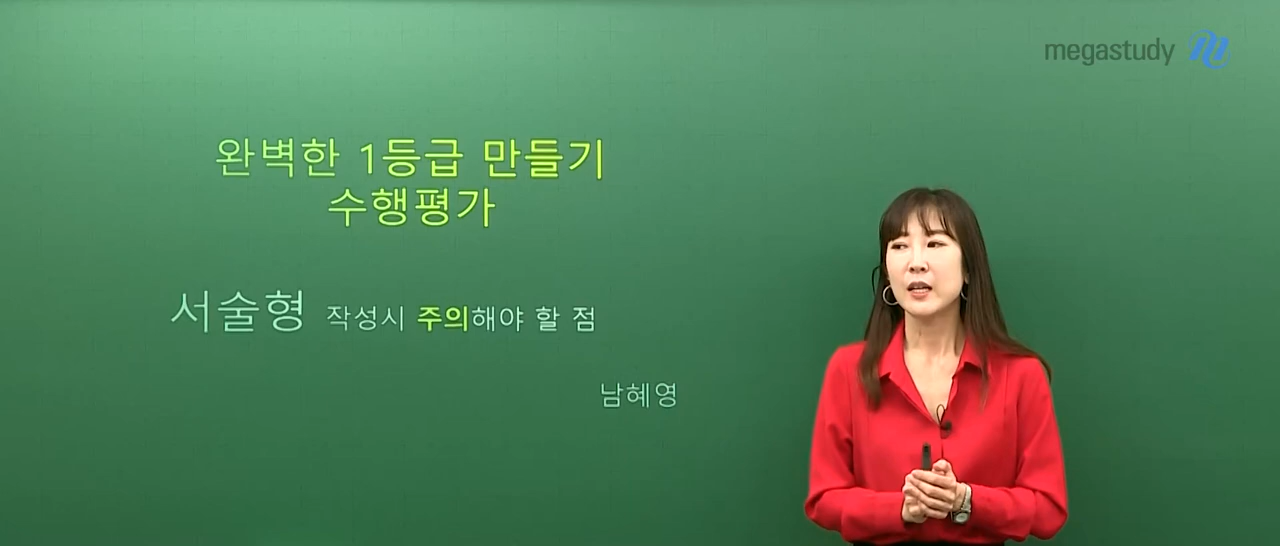 megastudy
완벽한 1등급 만들기
수행평가
서술형 작성시 주의해야 할 점
남혜영